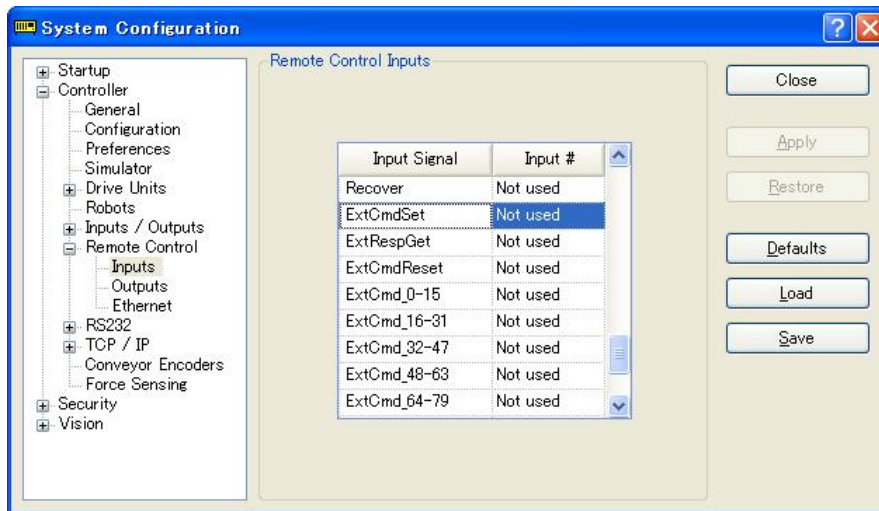 System Configuration
Startup
Controller
General
Configuration
Preferences
Simulator
Drive Units
Robots
Inputs / Outputs
Remote Control
Inputs
Outputs
Ethernet
RS232
TCP / IP
Conveyor Encoders
Force Sensing
Security
Vision
Remote Control Inputs
Input Signal Input #
Recover Not used
ExtCmdSet Not used
ExtRespGet Not used
ExtCmdReset Not used
ExtCmd_0-15 Not used
ExtCmd_16-31 Not used
ExtCmd_32-47 Not used
ExtCmd_48-63 Not used
ExtCmd_64-79 Not used
Close
Apply
Restore
Defaults
Load
Save